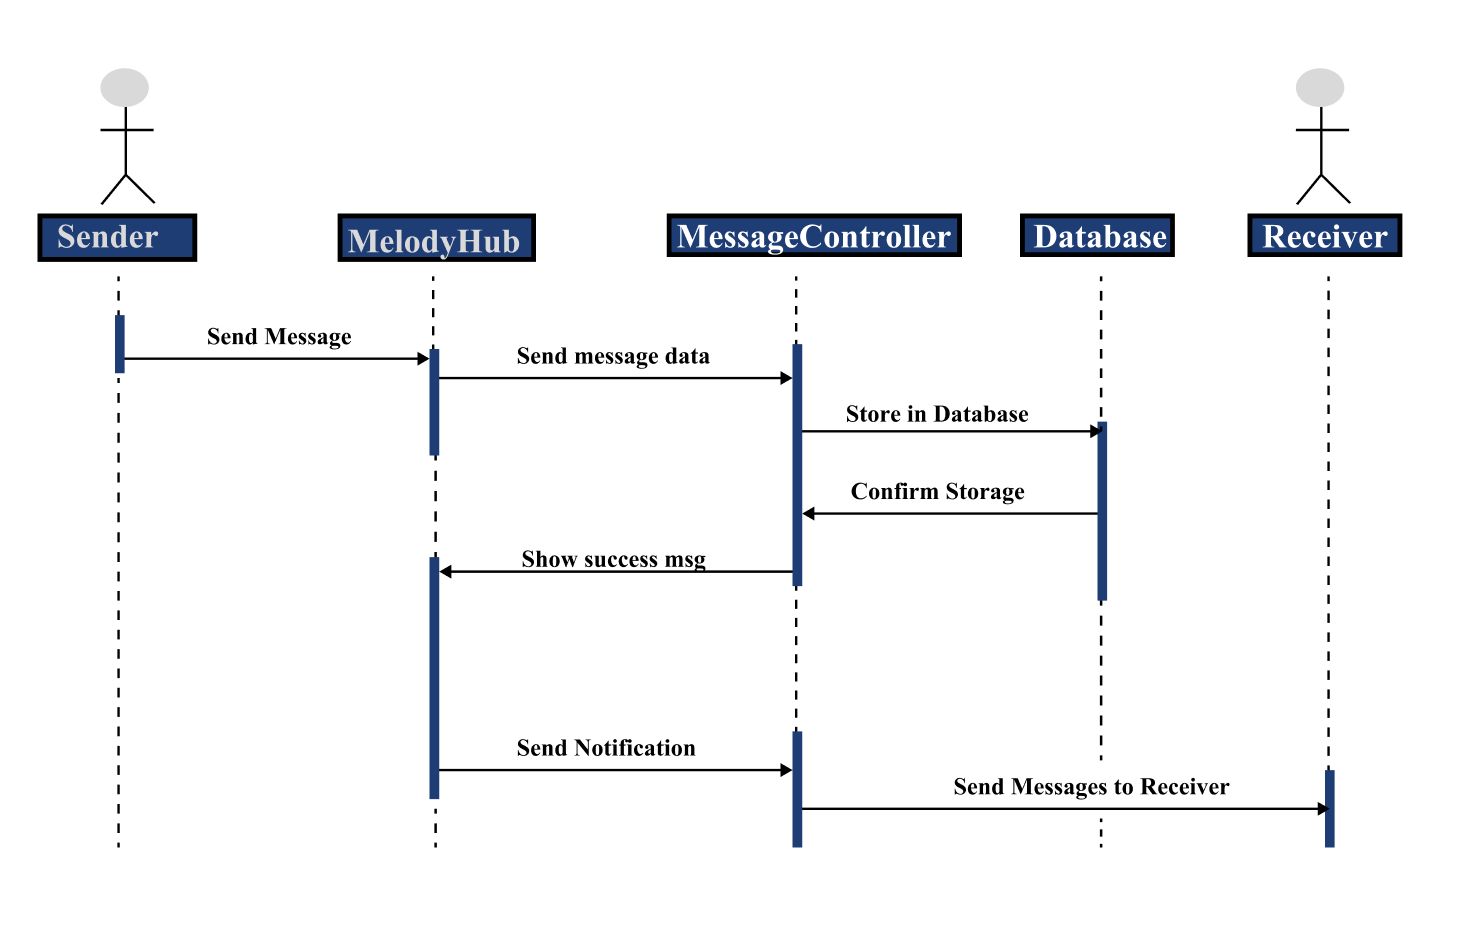 Sender
MelodyHub
MessageController
Database
Receiver
Send Message
Send message data
Store in Database
Confirm Storage
Show success msg
Send Notification
Send Messages to Receiver